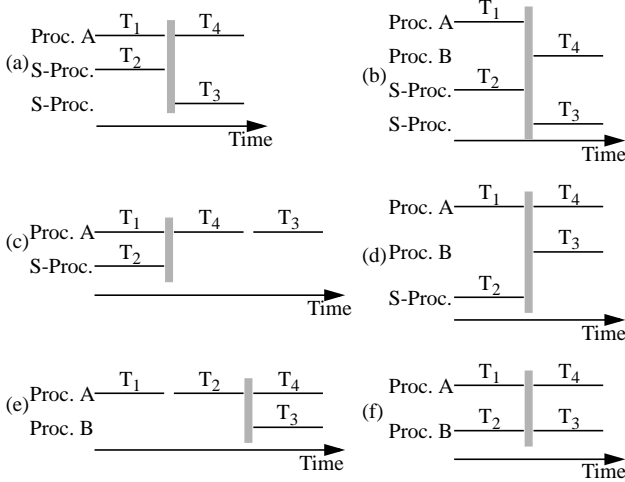 (a)
T1 T4
Proc. A
T2
S-Proc.
T3
S-Proc.
Time
(b)
T1
Proc. A
T4
Proc. B
T2
S-Proc.
T3
S-Proc.
Time
(c)
T1 T4 T3
Proc. A
T2
S-Proc.
Time
(d)
T1 T4
Proc. A
T3
Proc. B
T2
S-Proc.
Time
(e)
T1 T2 T4
Proc. A
T3
Proc. B
Time
(f)
T1 T4
Proc. A
T2 T3
Proc. B
Time